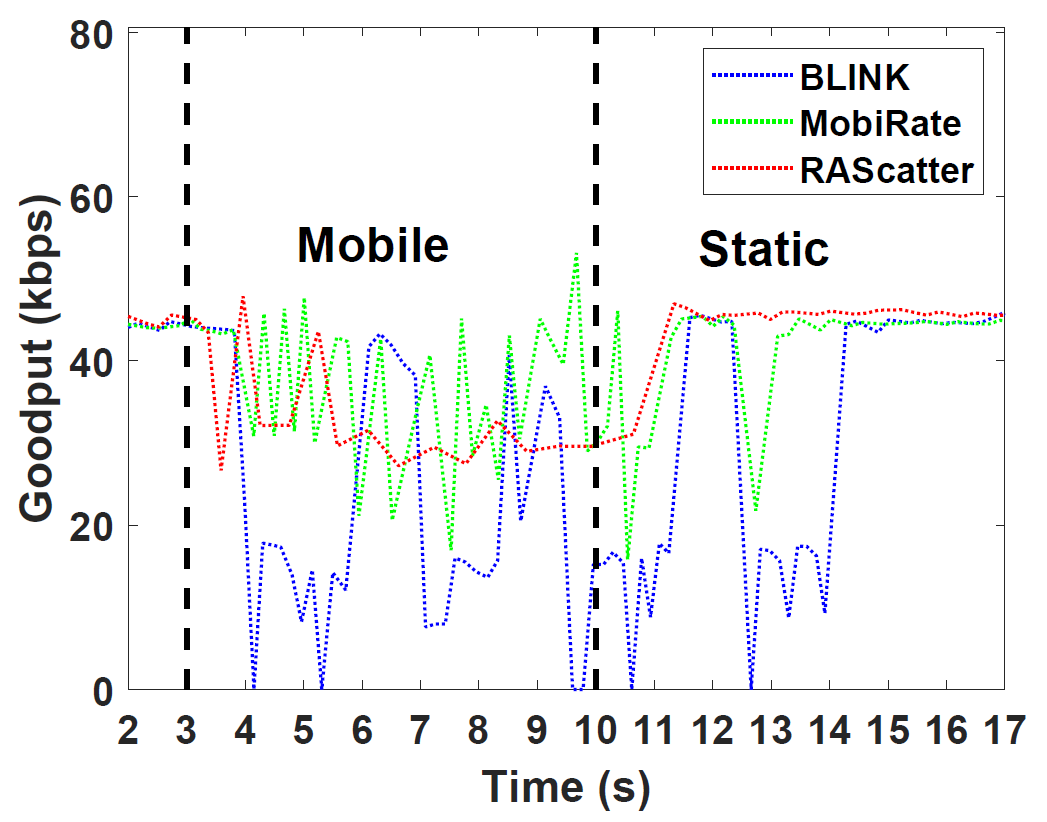 80
60
40
20
0
Goodput (kbps)
BLINK
MobiRate
RAScatter
Mobile
Static
2 3 4 5 6 7 8 9 10 11 12 13 14 15 16 17
Time (s)